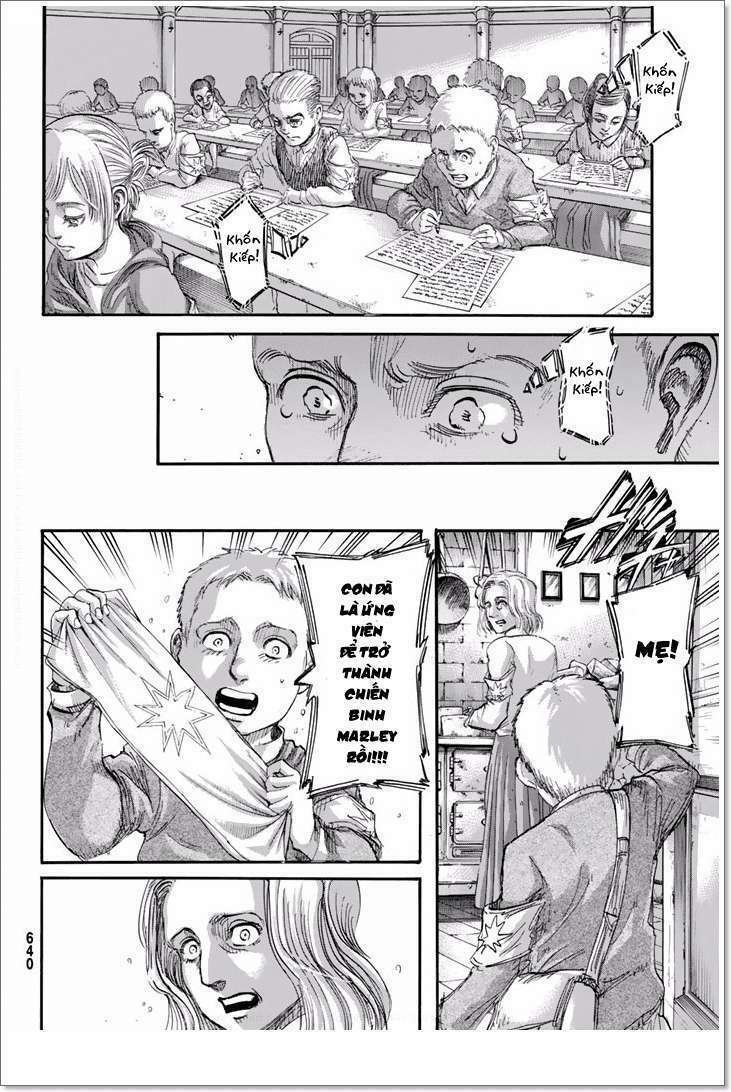 Khốn
Kiếp!
Khốn
Kiếp!
Khốn
Kiếp!
MẸ!
CON ĐÃ
LÀ ỨNG
VIÊN
ĐỂ TRỞ
THÀNH
CHIẾN
BINH
MARLEY
RỒI!!!
640